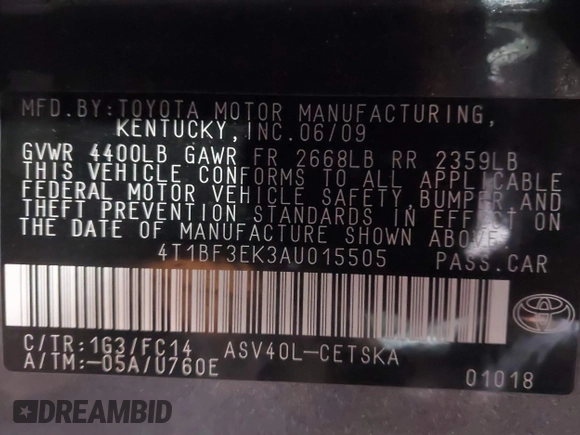 MFD.BY:TOYOTA MOTOR MANUFACTURING,
KENTUCKY,INC.06/09
GVWR 4400LB GAWR FR 2668LB RR 2359LB
THIS VEHICLE CONFORMS TO ALL APPLICABLE
FEDERAL MOTOR VEHICLE SAFETY,BUMPER,AND
THEFT PREVENTION STANDARDS IN EFFECT ON
THE DATE OF MANUFACTURE SHOWN ABOVE.
4T1BF3EK3AU015505 PASS.CAR
C/TR:1G3/FC14 ASV40L-CETSKA
A/TM:-05A/U760E 01018
DREAMBID